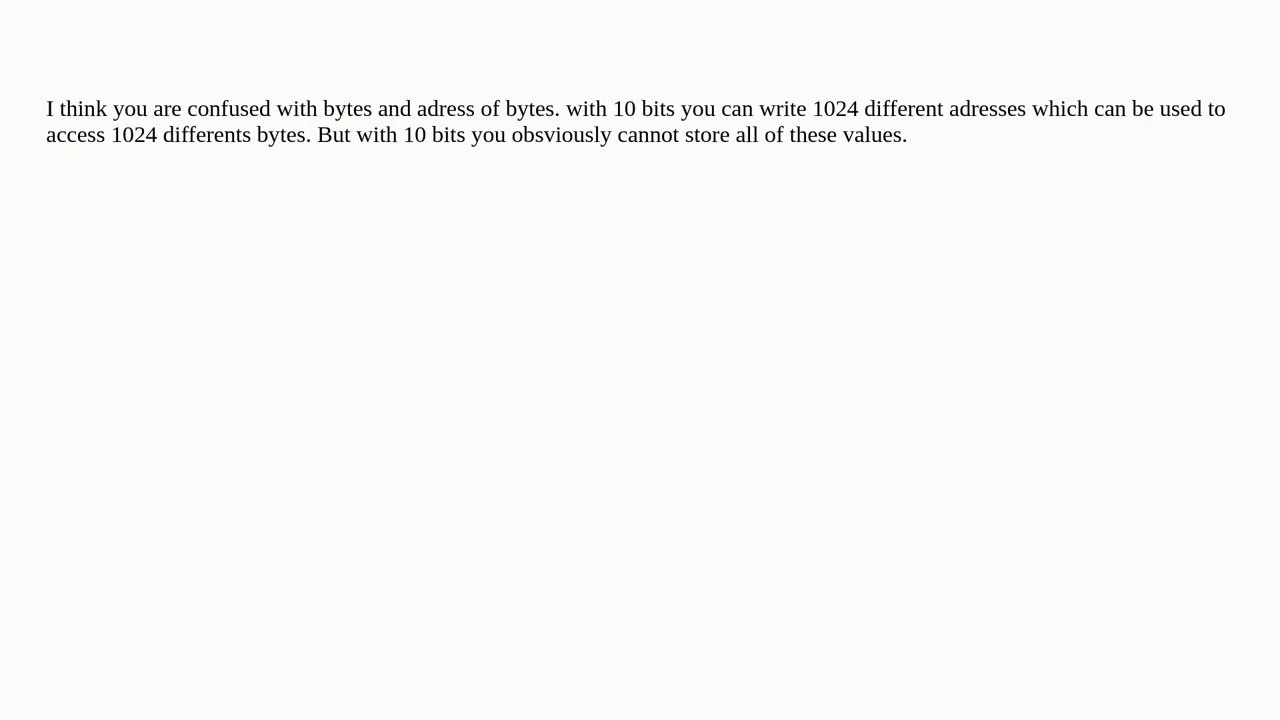 I think you are confused with bytes and adress of bytes. with 10 bits you can write 1024 different adresses which can be used to
access 1024 differents bytes. But with 10 bits you obsviously cannot store all of these values.